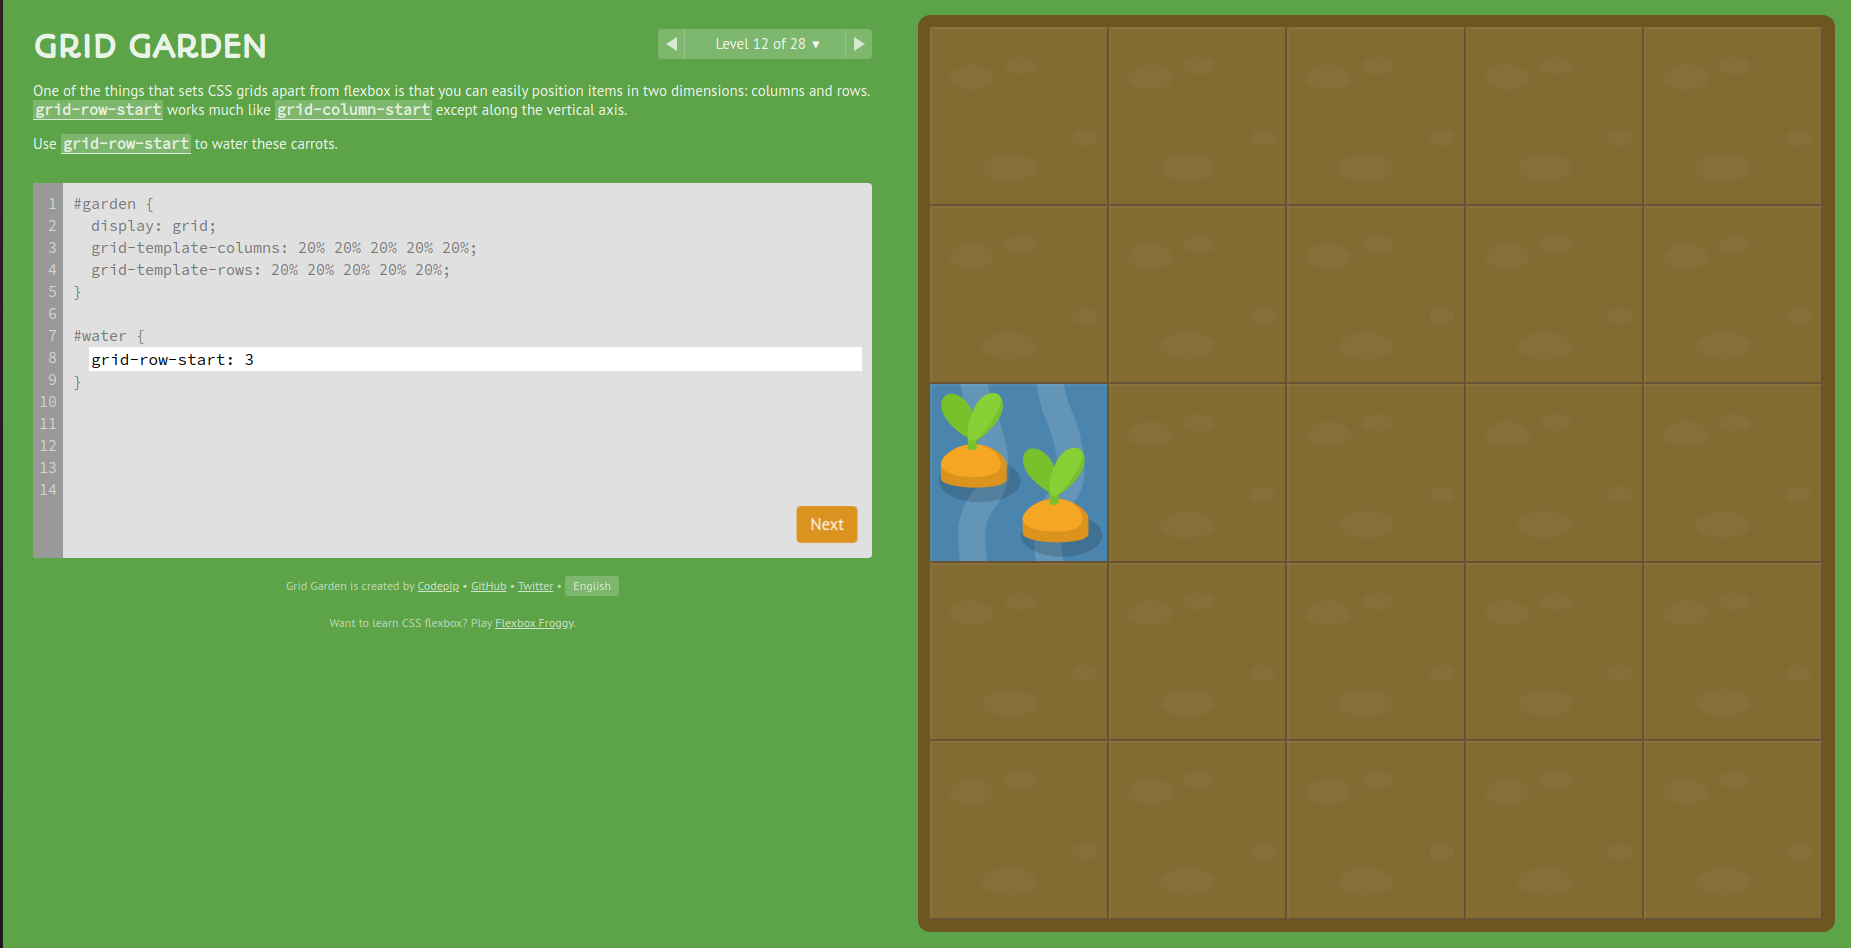 GRID GARDEN
◀ Level 12 of 28 ▼ ▶
One of the things that sets CSS grids apart from flexbox is that you can easily position items in two dimensions: columns and rows.
grid-row-start works much like grid-column-start except along the vertical axis.
Use grid-row-start to water these carrots.
1 #garden {
2 display: grid;
3 grid-template-columns: 20% 20% 20% 20% 20%;
4 grid-template-rows: 20% 20% 20% 20% 20%;
5 }
6
7 #water {
8 grid-row-start: 3
9 }
10
11
12
13
14
Next
Grid Garden is created by Codepip • GitHub • Twitter • English
Want to learn CSS flexbox? Play Flexbox Froggy.